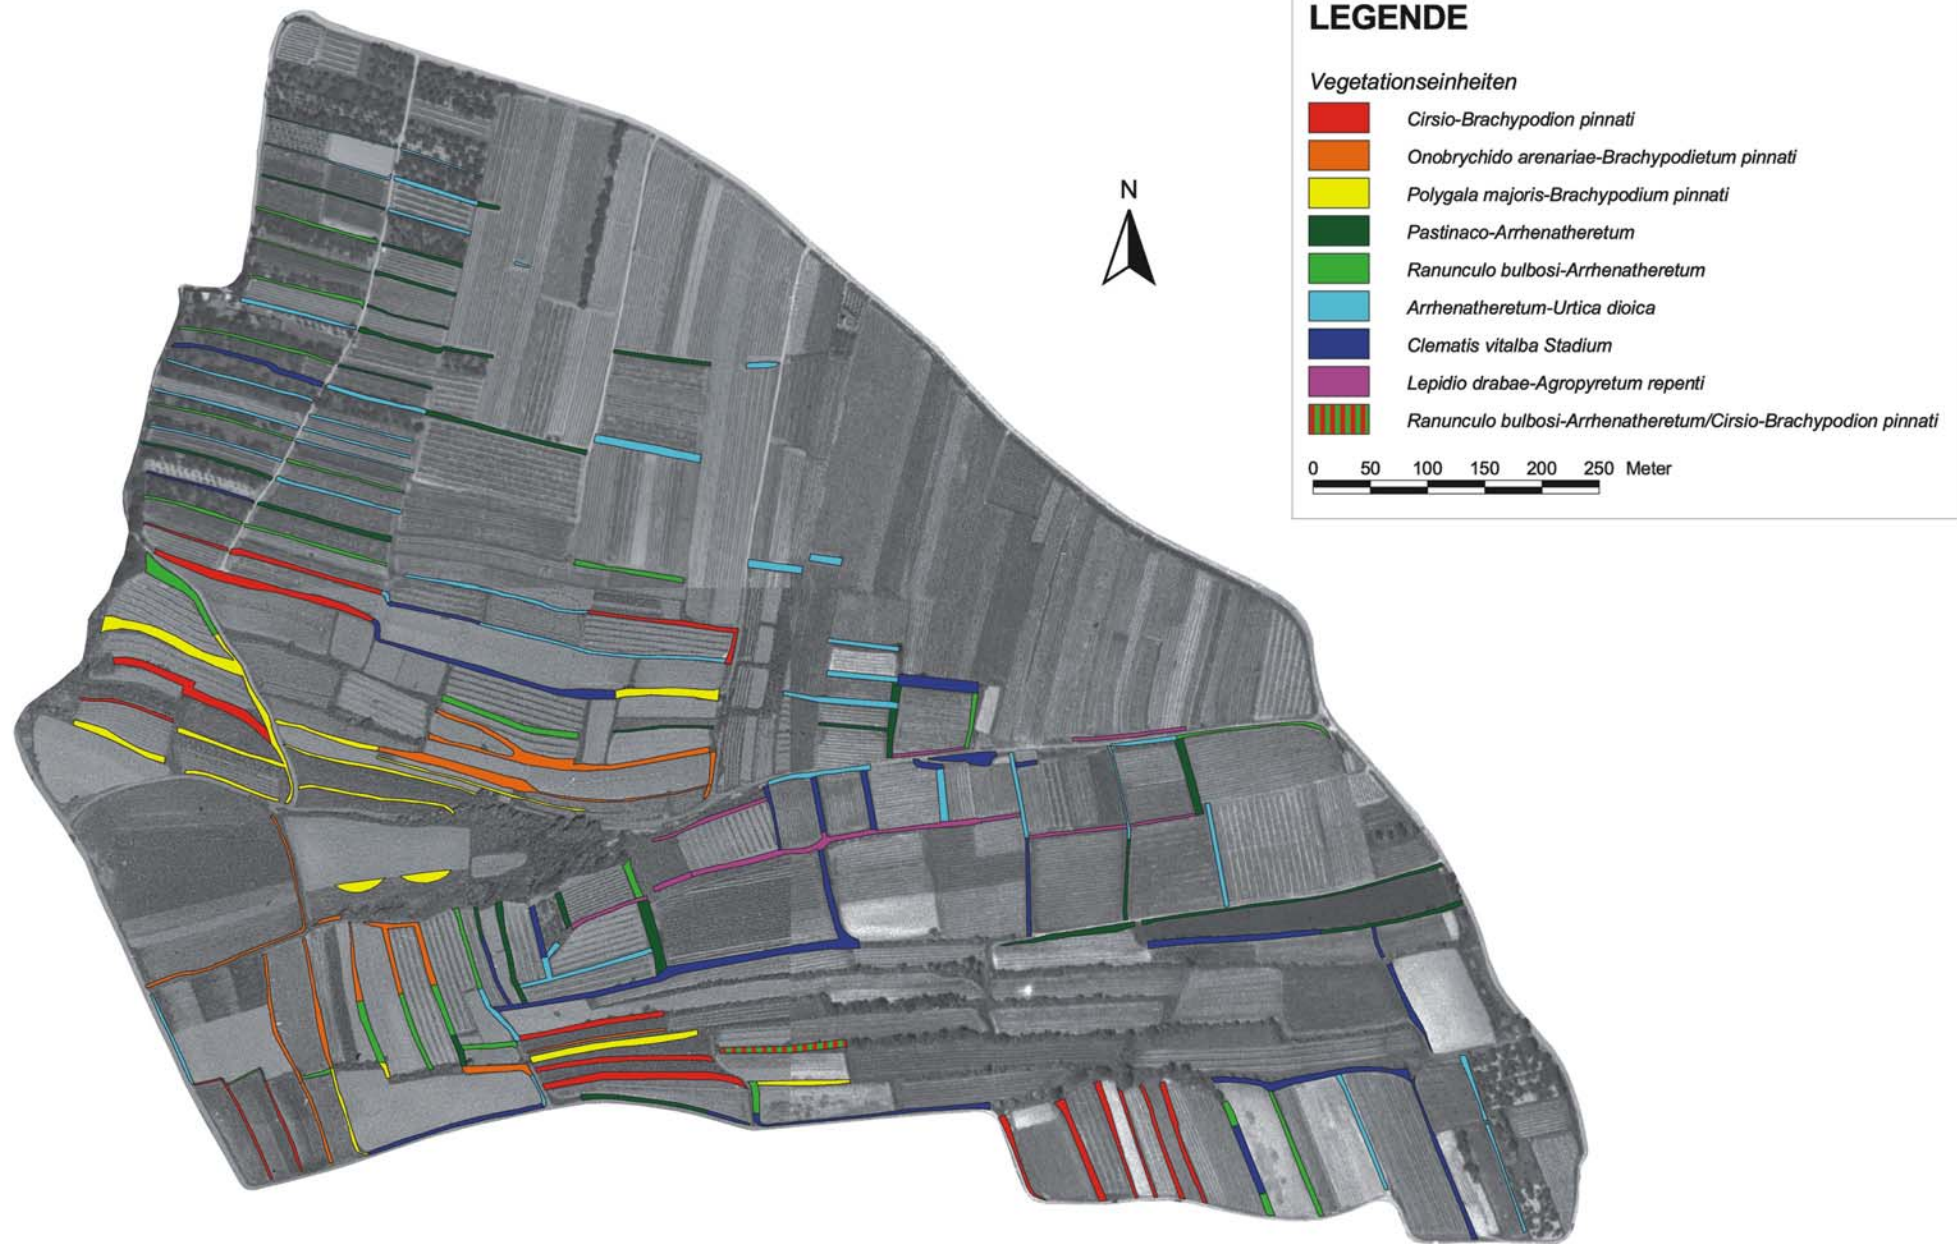 LEGENDE
Vegetationseinheiten
Cirsio-Brachypodion pinnati
Onobrychido arenariae-Brachypodietum pinnati
Polygala majoris-Brachypodium pinnati
Pastinaco-Arrhenatheretum
Ranunculo bulbosi-Arrhenatheretum
Arrhenatheretum-Urtica dioica
Clematis vitalba Stadium
Lepidio drabae-Agropyretum repenti
Ranunculo bulbosi-Arrhenatheretum/Cirsio-Brachypodion pinnati
0 50 100 150 200 250 Meter
N